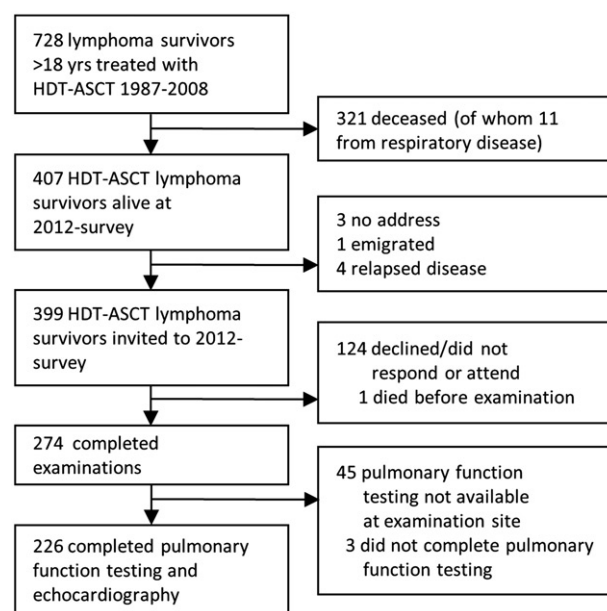 728 lymphoma survivors
>18 yrs treated with
HDT-ASCT 1987-2008
321 deceased (of whom 11
from respiratory disease)
407 HDT-ASCT lymphoma
survivors alive at
2012-survey
3 no address
1 emigrated
4 relapsed disease
399 HDT-ASCT lymphoma
survivors invited to 2012-
survey
124 declined/did not
respond or attend
1 died before examination
274 completed
examinations
45 pulmonary function
testing not available
at examination site
3 did not complete pulmonary
function testing
226 completed pulmonary
function testing and
echocardiography